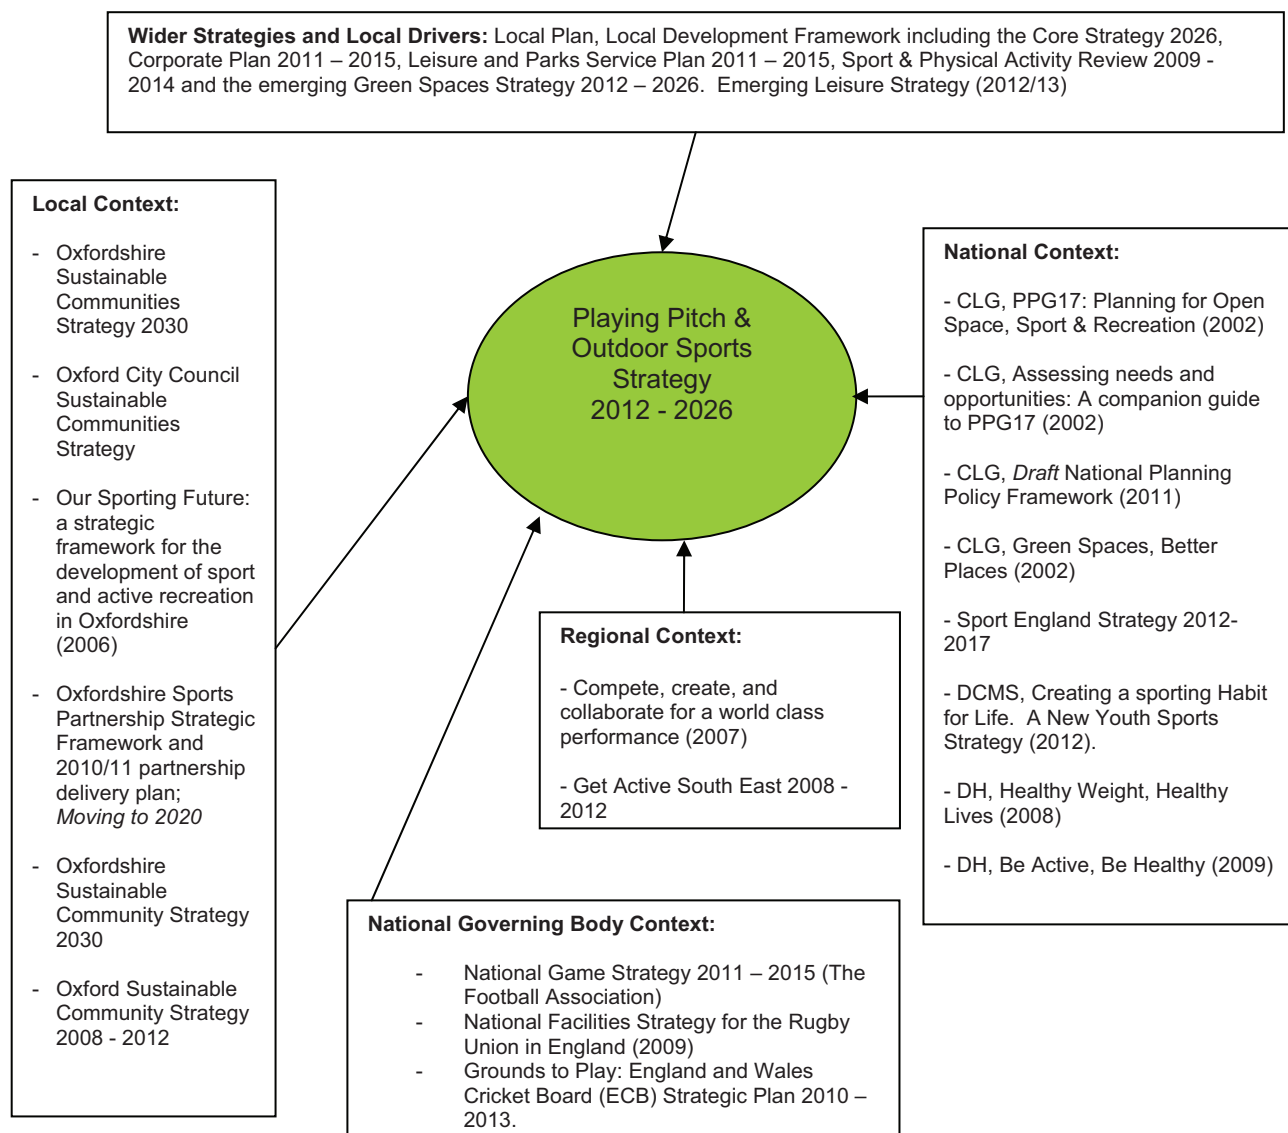 Wider Strategies and Local Drivers: Local Plan, Local Development Framework including the Core Strategy 2026,
Corporate Plan 2011 – 2015, Leisure and Parks Service Plan 2011 – 2015, Sport & Physical Activity Review 2009 -
2014 and the emerging Green Spaces Strategy 2012 – 2026.  Emerging Leisure Strategy (2012/13)
Local Context:
- Oxfordshire
Sustainable
Communities
Strategy 2030
- Oxford City Council
Sustainable
Communities
Strategy
- Our Sporting Future:
a strategic
framework for the
development of sport
and active recreation
in Oxfordshire
(2006)
- Oxfordshire Sports
Partnership Strategic
Framework and
2010/11 partnership
delivery plan;
Moving to 2020
- Oxfordshire
Sustainable
Community Strategy
2030
- Oxford Sustainable
Community Strategy
2008 - 2012
Playing Pitch &
Outdoor Sports
Strategy
2012 - 2026
National Context:
- CLG, PPG17: Planning for Open
Space, Sport & Recreation (2002)
- CLG, Assessing needs and
opportunities: A companion guide
to PPG17 (2002)
- CLG, Draft National Planning
Policy Framework (2011)
- CLG, Green Spaces, Better
Places (2002)
- Sport England Strategy 2012-
2017
- DCMS, Creating a sporting Habit
for Life.  A New Youth Sports
Strategy (2012).
- DH, Healthy Weight, Healthy
Lives (2008)
- DH, Be Active, Be Healthy (2009)
Regional Context:
- Compete, create, and
collaborate for a world class
performance (2007)
- Get Active South East 2008 -
2012
National Governing Body Context:
- National Game Strategy 2011 – 2015 (The
Football Association)
- National Facilities Strategy for the Rugby
Union in England (2009)
- Grounds to Play: England and Wales
Cricket Board (ECB) Strategic Plan 2010 –
2013.